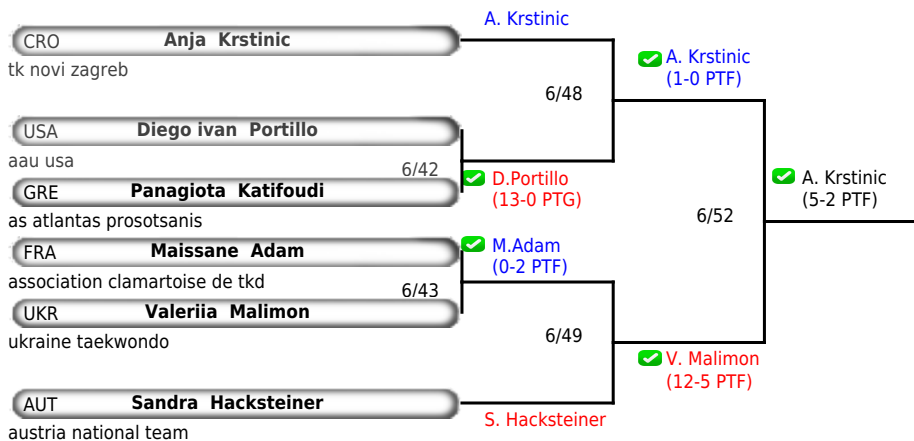 A. Krstinic
CRO Anja Krstinic
tk novi zagreb
A. Krstinic
(1-0 PTF)
6/48
USA Diego ivan Portillo
aau usa
6/42
D.Portillo
(13-0 PTG)
GRE Panagiota Katifoudi
as atlantas prosotsanis
A. Krstinic
(5-2 PTF)
6/52
FRA Maissane Adam
association clamartoise de tkd
M.Adam
(0-2 PTF)
6/43
UKR Valeriia Malimon
ukraine taekwondo
6/49
V. Malimon
(12-5 PTF)
AUT Sandra Hacksteiner
austria national team
S. Hacksteiner